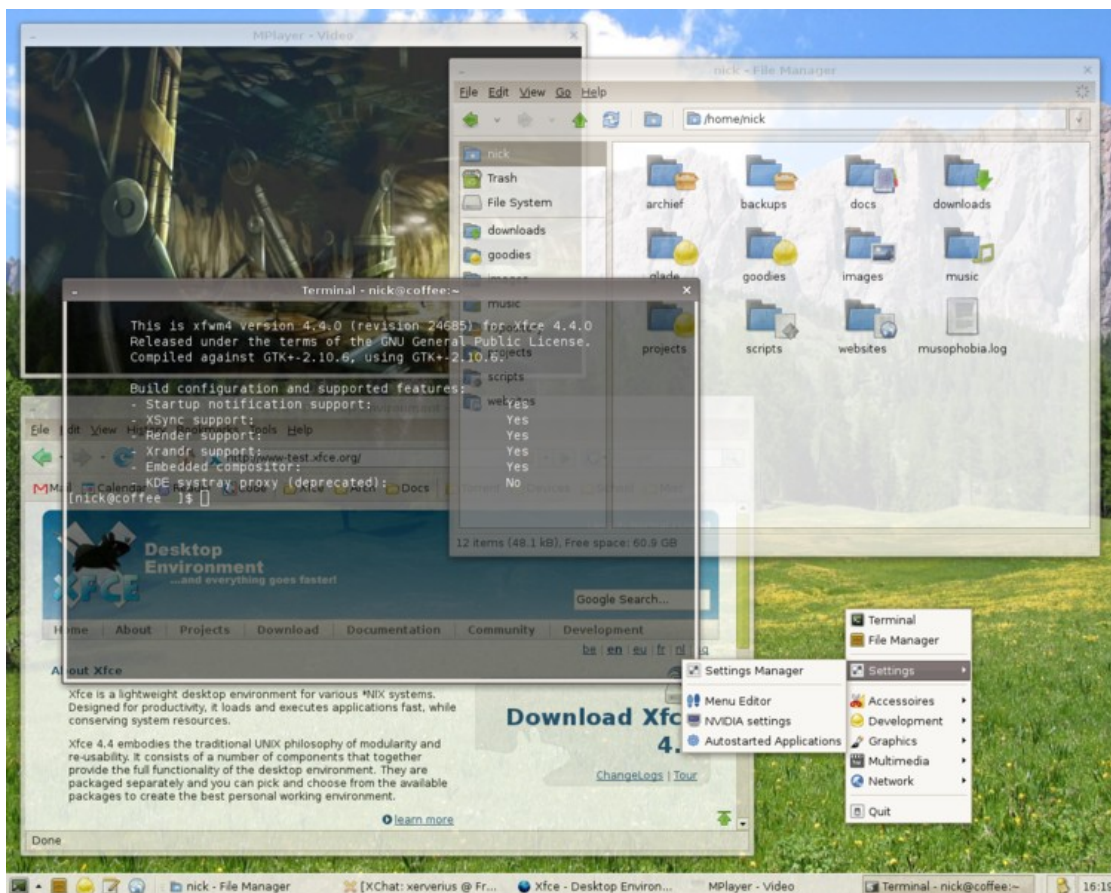 MPlayer - Video
nick - File Manager
File Edit View Go Help
/home/nick
nick
Trash
File System
downloads
goodies
images
music
projects
scripts
websites
archief
backups
docs
downloads
glade
goodies
images
music
projects
scripts
websites
musophobia.log
12 items (48.1 kB), Free space: 60.9 GB
Terminal - nick@coffee:~
This is xfwm4 version 4.4.0 (revision 24685) for Xfce 4.4.0
Released under the terms of the GNU General Public License.
Compiled against GTK+-2.10.6, using GTK+-2.10.6.
Build configuration and supported features:
- Startup notification support: Yes
- XSync support: Yes
- Render support: Yes
- Xrandr support: Yes
- Embedded compositor: Yes
- KDE systray proxy (deprecated): No
[nick@coffee ~]$
File Edit View History Bookmarks Tools Help
http://www-test.xfce.org/
Calendar Docs
Desktop
Environment
...and everything goes faster!
XFCE
Google Search...
Home About Projects Download Documentation Community Development
be en eu fr nl
About Xfce
Xfce is a lightweight desktop environment for various *NIX systems.
Designed for productivity, it loads and executes applications fast, while
conserving system resources.
Xfce 4.4 embodies the traditional UNIX philosophy of modularity and
re-usability. It consists of a number of components that together
provide the full functionality of the desktop environment. They are
packaged separately and you can pick and choose from the available
packages to create the best personal working environment.
learn more
Download Xfc
4.
ChangeLogs | Tour
Done
Terminal
File Manager
Settings
Accessoires
Development
Graphics
Multimedia
Network
Quit
Settings Manager
Menu Editor
NVIDIA settings
Autostarted Applications
nick - File Manager
[XChat: xerverius @ Fr...
Xfce - Desktop Environ...
MPlayer - Video
Terminal - nick@coffee:~